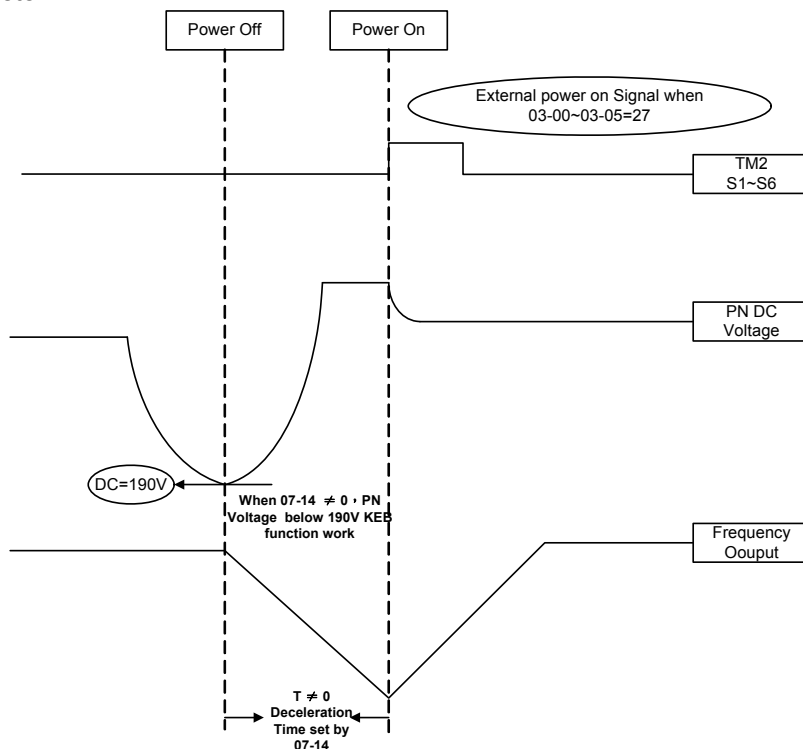 Power Off
Power On
External power on Signal when
03-00~03-05=27
TM2
S1~S6
PN DC
Voltage
DC=190V
When 07-14 ≠ 0，PN
Voltage below 190V KEB
function work
Frequency
Ooutput
T ≠ 0
Deceleration
Time set by
07-14